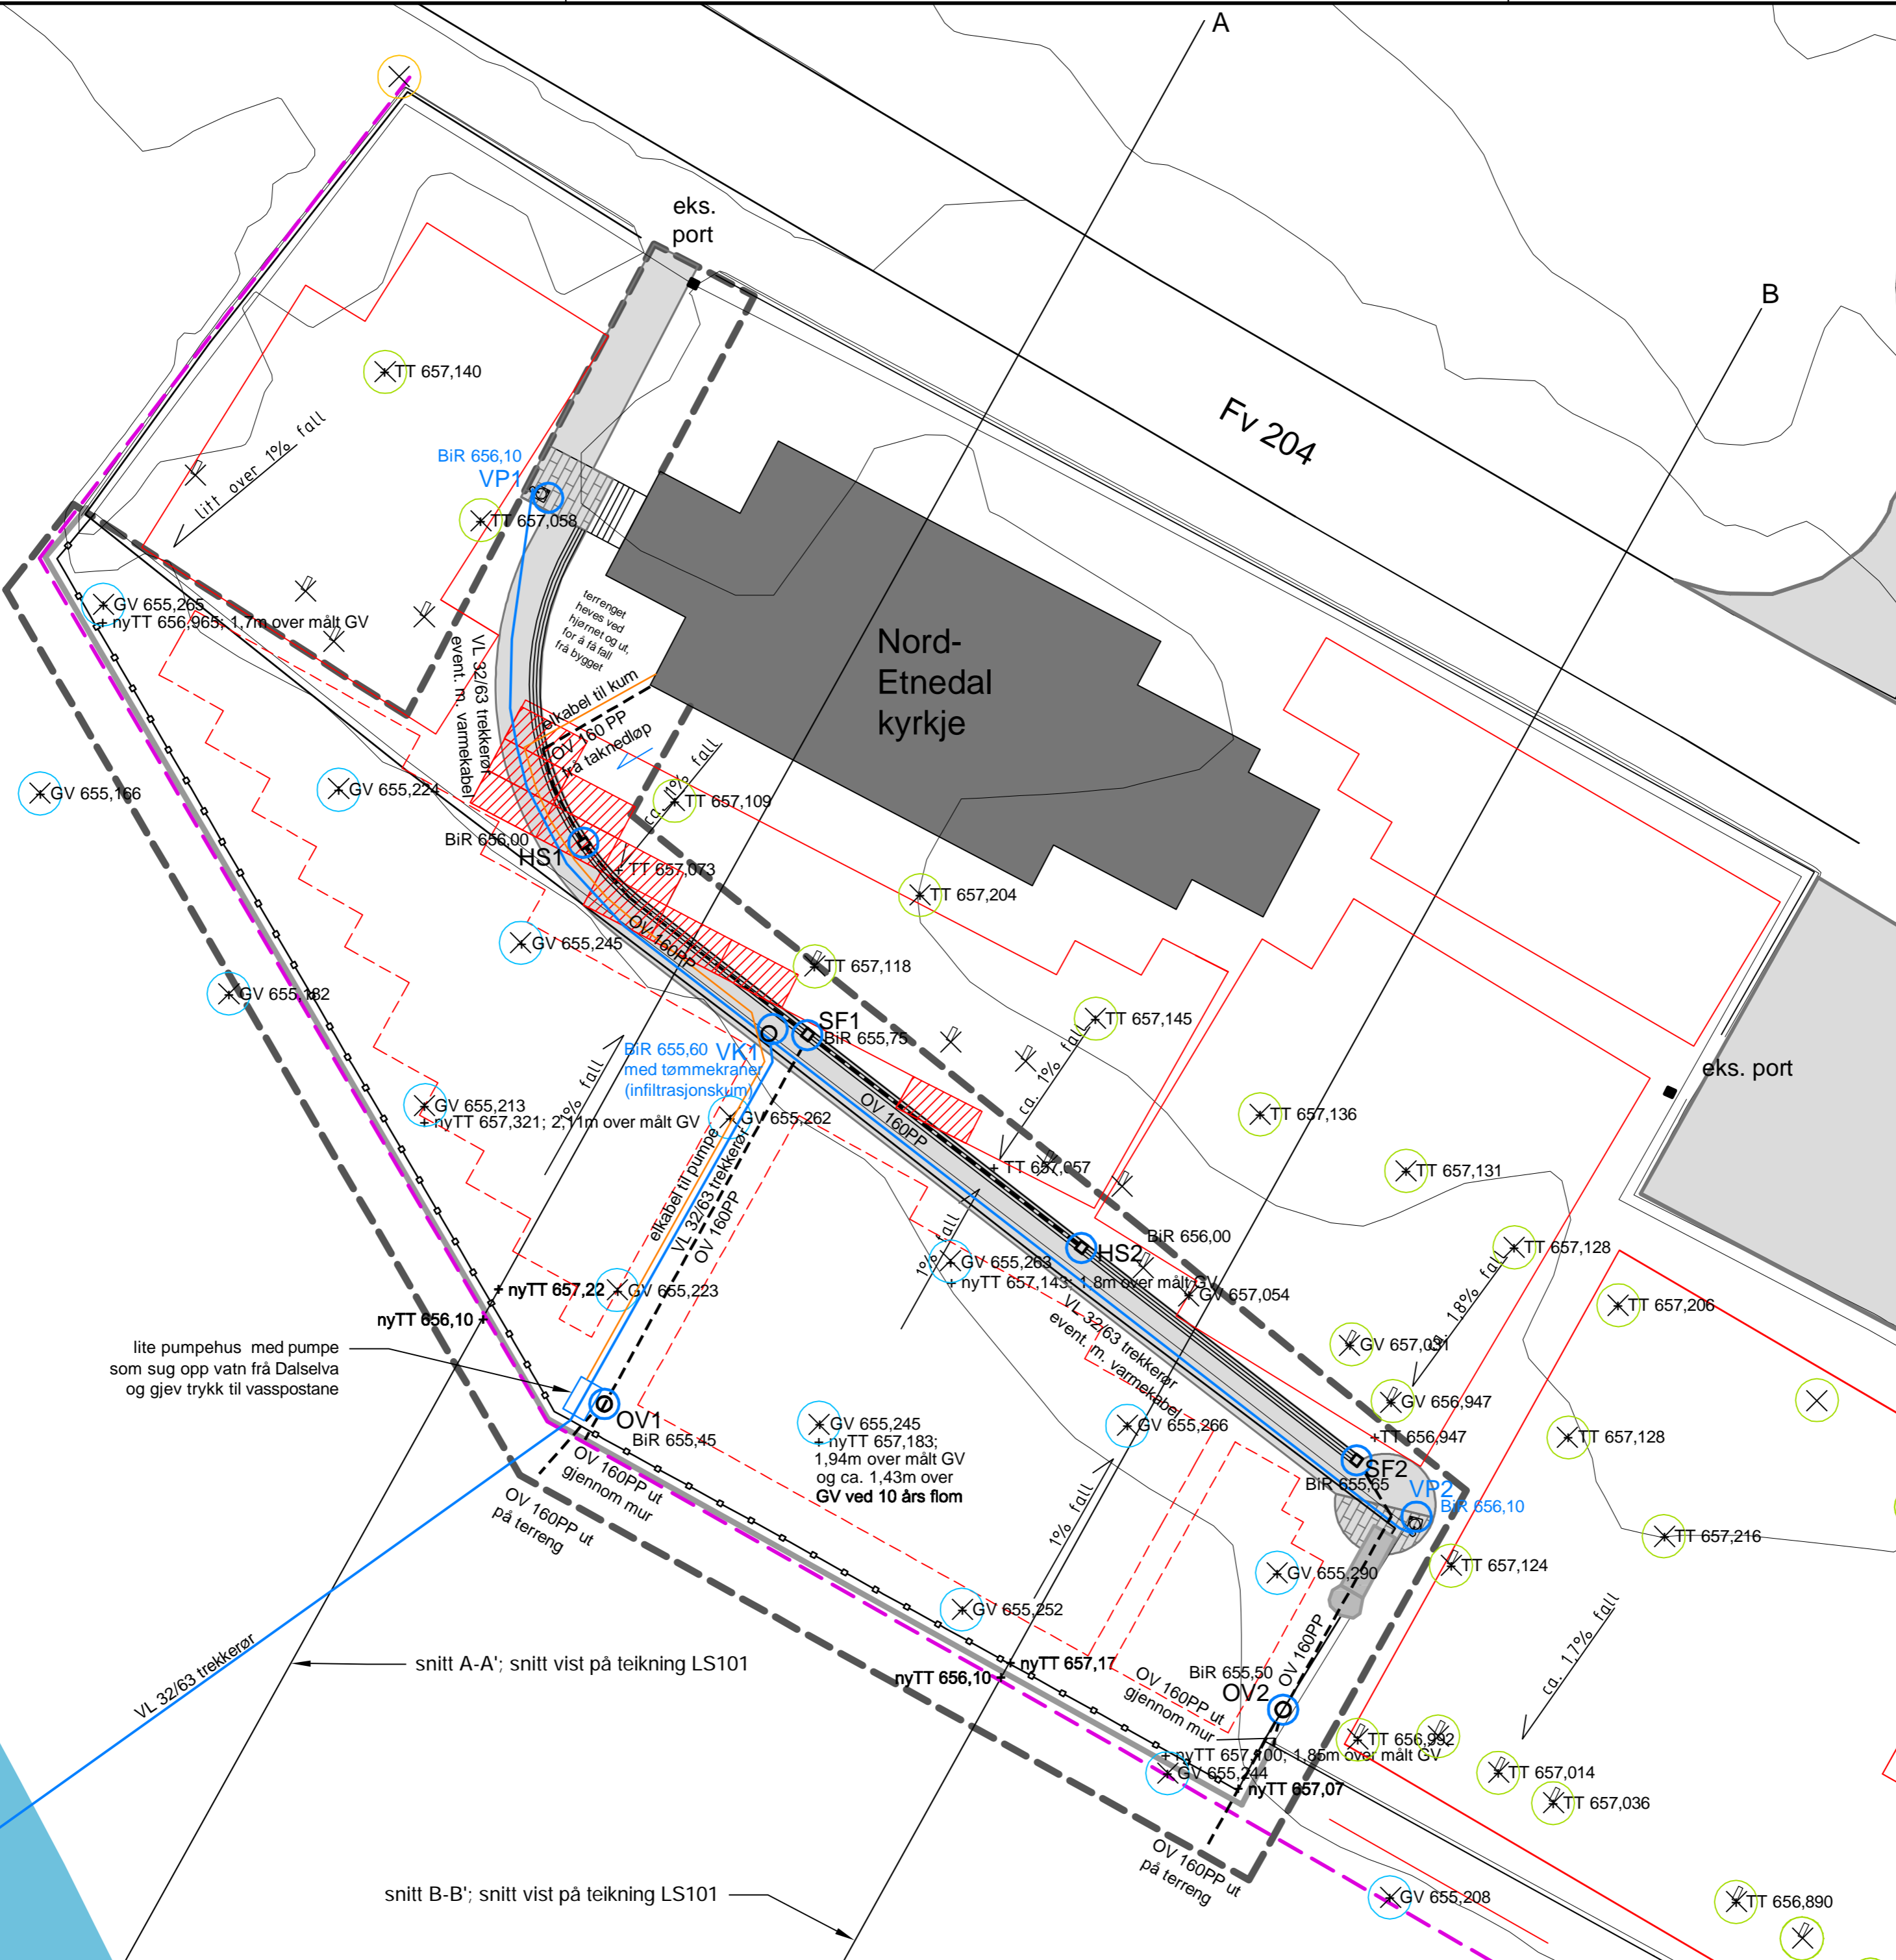 A
eks.
port
B
Fv 204
TT 657,140
litt over 1% fall
BiR 656,10
VP1
TT 657,058
GV 655,265
+ nyTT 656,965; 1,7m over målt GV
terrenget
heves ved
hjørnet og ut,
for å få fall
frå bygget
Nord-
Etnedal
kyrkje
VL 32/63 trekkerør
event. m. varmekabel
elkabel til kum
OV 160 PP
frå taknedløp
ca. 1% fall
GV 655,166
GV 655,224
TT 657,109
BiR 656,00
HS1
+ TT 657,073
TT 657,204
OV 160PP
GV 655,245
TT 657,118
GV 655,182
TT 657,145
SF1
BiR 655,75
BiR 655,60 VK1
med tømmekraner
(infiltrasjonskum)
1% fall
ca. 1% fall
eks. port
GV 655,213
+ nyTT 657,321; 2,11m over målt GV
GV 655,262
OV 160PP
TT 657,136
elkabel til pumpe
VL 32/63 trekkerør
OV 160PP
+ TT 657,057
TT 657,131
BiR 656,00
HS2
1% fall
GV 655,263
+ nyTT 657,143; 1,8m over målt GV
GV 657,054
TT 657,128
ca. 1,8% fall
TT 657,206
+ nyTT 657,22
GV 655,223
nyTT 656,10 +
VL 32/63 trekkerør
event. m. varmekabel
GV 657,031
lite pumpehus med pumpe
som sug opp vatn frå Dalselva
og gjev trykk til vasspostane
GV 656,947
OV1
BiR 655,45
GV 655,245
+ nyTT 657,183;
1,94m over målt GV
og ca. 1,43m over
GV ved 10 års flom
GV 655,266
+TT 656,947
TT 657,128
SF2
BiR 655,65
VP2
BiR 656,10
OV 160PP ut
gjennom mur
OV 160PP ut
på terreng
1% fall
TT 657,216
GV 655,290
TT 657,124
GV 655,252
OV 160PP
ca. 1,7% fall
VL 32/63 trekkerør
snitt A-A'; snitt vist på teikning LS101
+ nyTT 657,17
nyTT 656,10 +
BiR 655,50
OV2
OV 160PP ut
gjennom mur
TT 656,992
+ nyTT 657,100; 1,85m over målt GV
GV 655,244
TT 657,014
+ nyTT 657,07
TT 657,036
OV 160PP ut
på terreng
snitt B-B'; snitt vist på teikning LS101
GV 655,208
TT 656,890